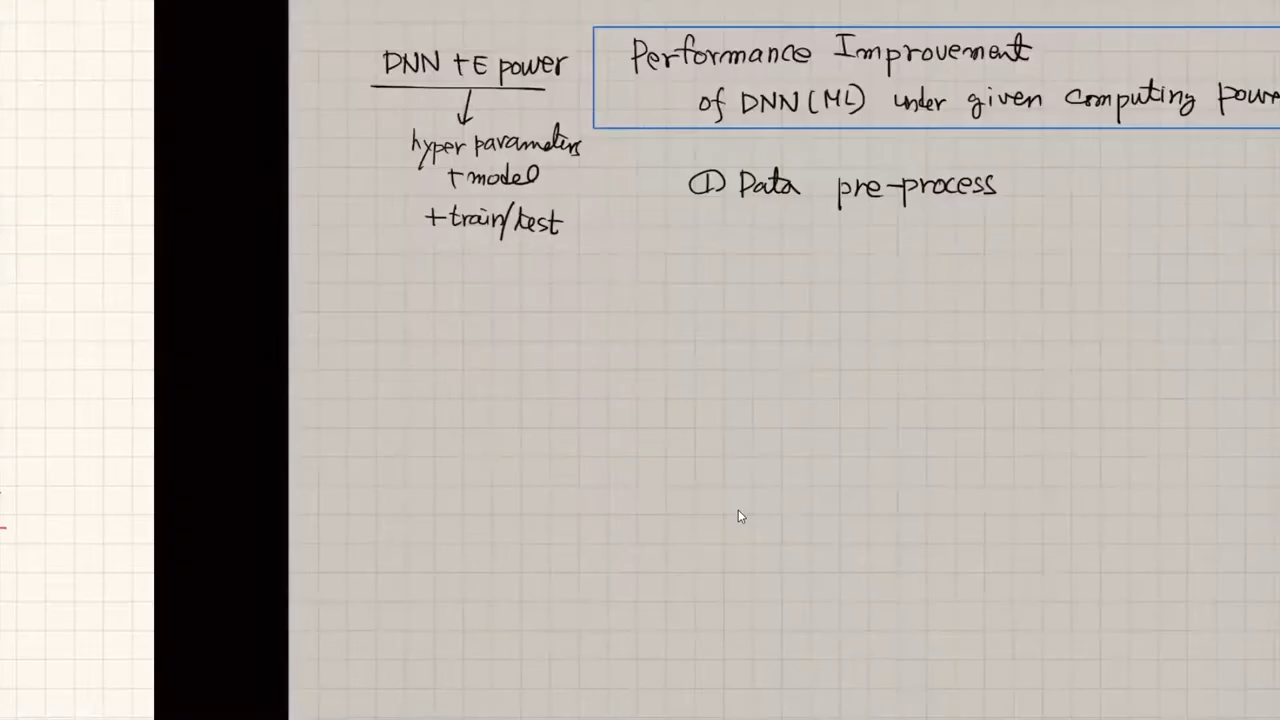 DNN + E power
hyper parameters
+ model
+ train/test
Performance Improvement
of DNN (ML) under given computing powe
① Data pre-process